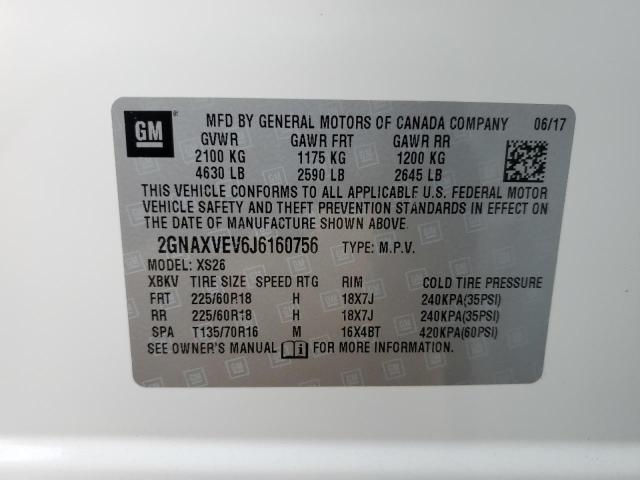 GM
MFD BY GENERAL MOTORS OF CANADA COMPANY 06/17
GVWR GAWR FRT GAWR RR
2100 KG 1175 KG 1200 KG
4630 LB 2590 LB 2645 LB
THIS VEHICLE CONFORMS TO ALL APPLICABLE U.S. FEDERAL MOTOR
VEHICLE SAFETY AND THEFT PREVENTION STANDARDS IN EFFECT ON
THE DATE OF MANUFACTURE SHOWN ABOVE.
2GNAXVEV6J6160756 TYPE: M.P.V.
MODEL: XS26
XBKV TIRE SIZE SPEED RTG RIM COLD TIRE PRESSURE
FRT 225/60R18 H 18X7J 240KPA(35PSI)
RR 225/60R18 H 18X7J 240KPA(35PSI)
SPA T135/70R16 M 16X4BT 420KPA(60PSI)
SEE OWNER'S MANUAL FOR MORE INFORMATION.